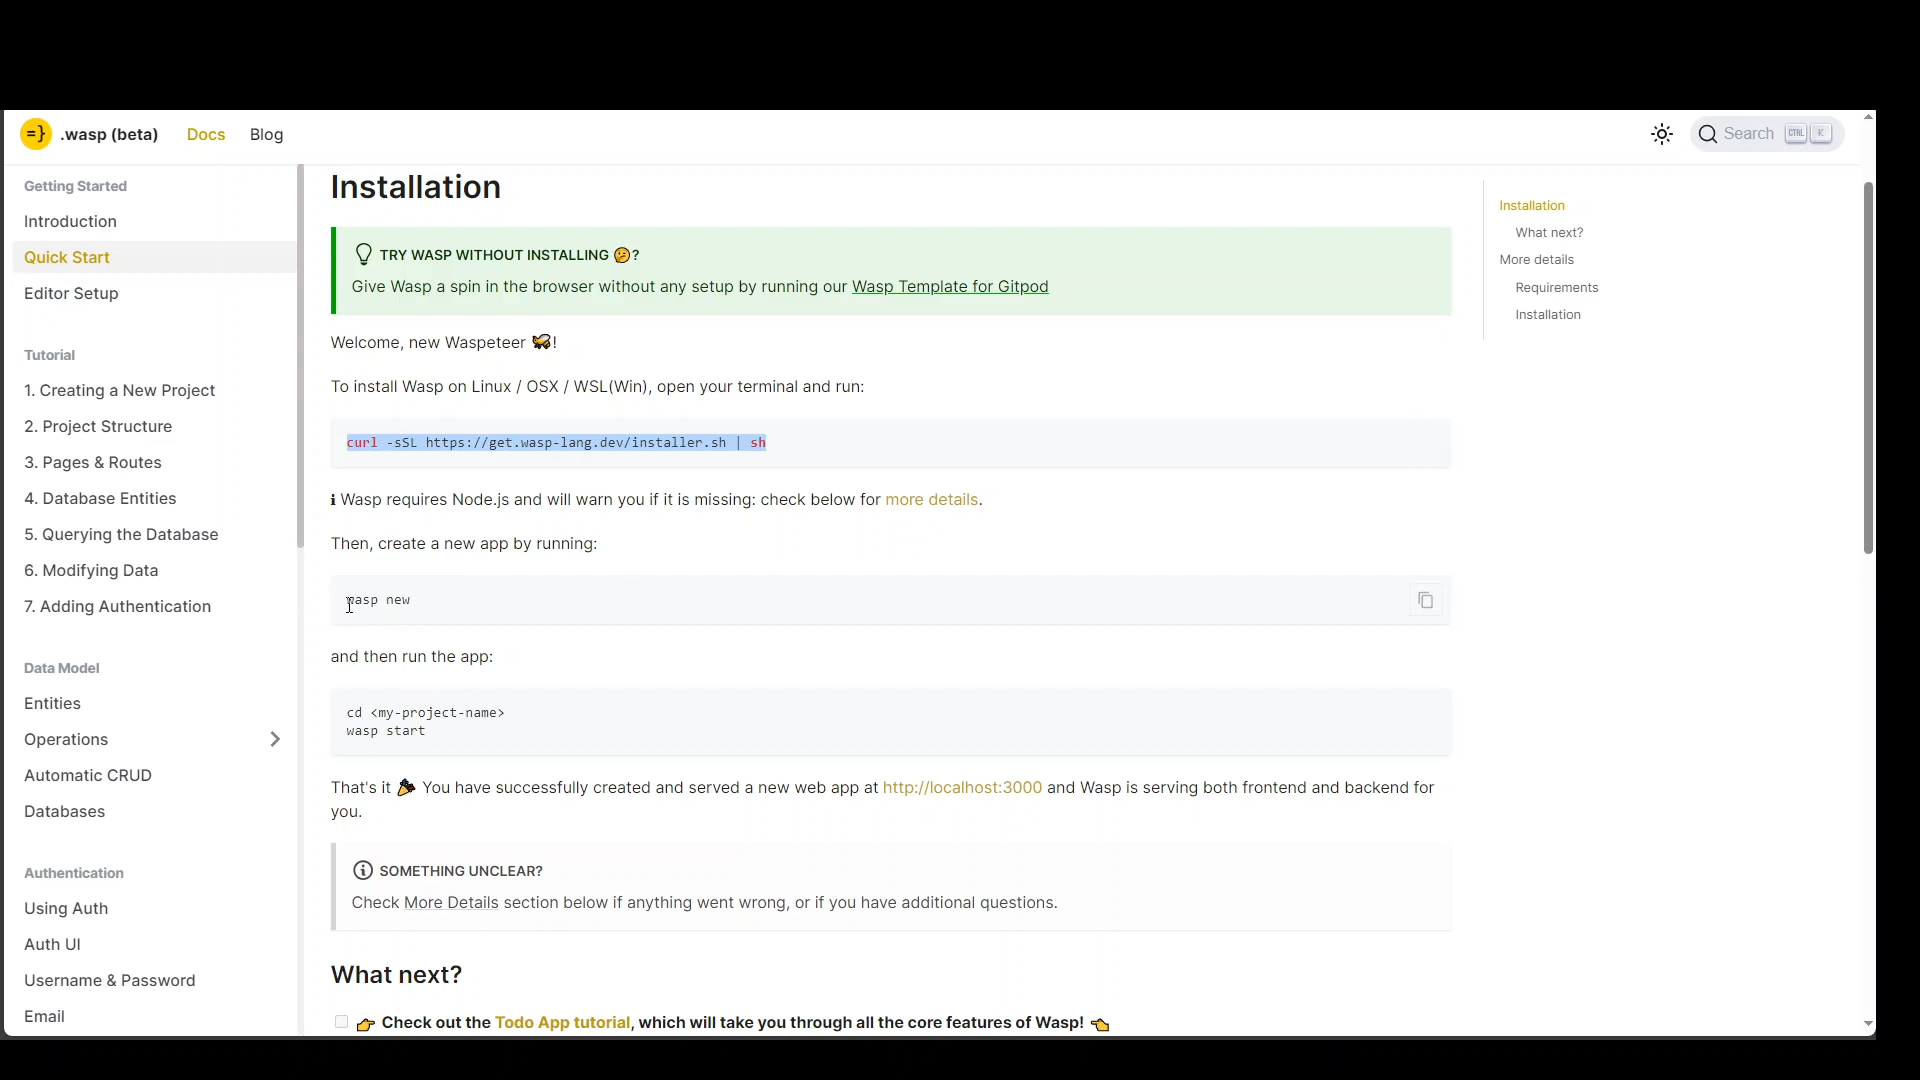 =} .wasp (beta) Docs Blog Search CTRL K
Getting Started
Introduction
Quick Start
Editor Setup
Tutorial
1. Creating a New Project
2. Project Structure
3. Pages & Routes
4. Database Entities
5. Querying the Database
6. Modifying Data
7. Adding Authentication
Data Model
Entities
Operations
Automatic CRUD
Databases
Authentication
Using Auth
Auth UI
Username & Password
Email
Installation
TRY WASP WITHOUT INSTALLING 🤔?
Give Wasp a spin in the browser without any setup by running our Wasp Template for Gitpod
Welcome, new Waspeteer 🐝!
To install Wasp on Linux / OSX / WSL(Win), open your terminal and run:
curl -sSL https://get.wasp-lang.dev/installer.sh | sh
ℹ Wasp requires Node.js and will warn you if it is missing: check below for more details.
Then, create a new app by running:
wasp new
and then run the app:
cd <my-project-name>
wasp start
That's it 🎉 You have successfully created and served a new web app at http://localhost:3000 and Wasp is serving both frontend and backend for
you.
SOMETHING UNCLEAR?
Check More Details section below if anything went wrong, or if you have additional questions.
What next?
👉 Check out the Todo App tutorial, which will take you through all the core features of Wasp! 👈
Installation
What next?
More details
Requirements
Installation